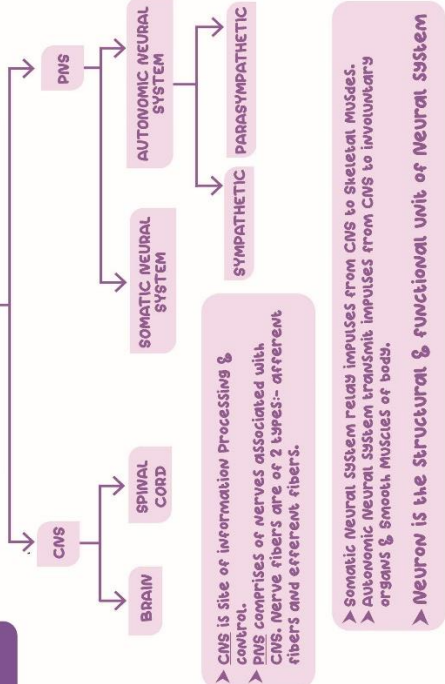 CNS
PNS
BRAIN
SPINAL
CORD
SOMATIC NEURAL
SYSTEM
AUTONOMIC NEURAL
SYSTEM
SYMPATHETIC
PARASYMPATHETIC
➤ CNS is site of information Processing &
control.
➤ PNS comprises of nerves associated with
CNS. Nerve fibers are of 2 types:- afferent
fibers and efferent fibers.
➤ Somatic Neural System relay impulses from CNS to Skeletal Muscles.
➤ Autonomic Neural System transmit impulses from CNS to involuntary
organs & Smooth Muscles of body.
➤ Neuron is the structural & functional unit of Neural System